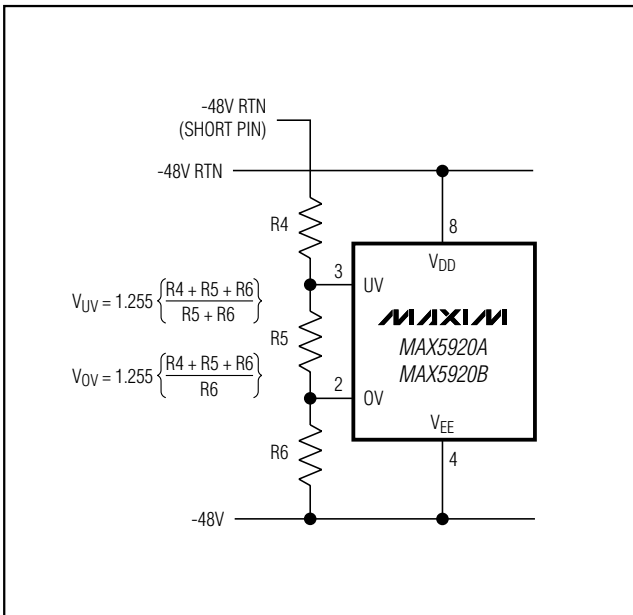 -48V RTN
(SHORT PIN)
-48V RTN
R4
8
V_DD
3
UV
V_UV = 1.255 {(R4 + R5 + R6) / (R5 + R6)}
MAXIM
R5
MAX5920A
MAX5920B
V_OV = 1.255 {(R4 + R5 + R6) / R6}
2
OV
V_EE
R6
4
-48V